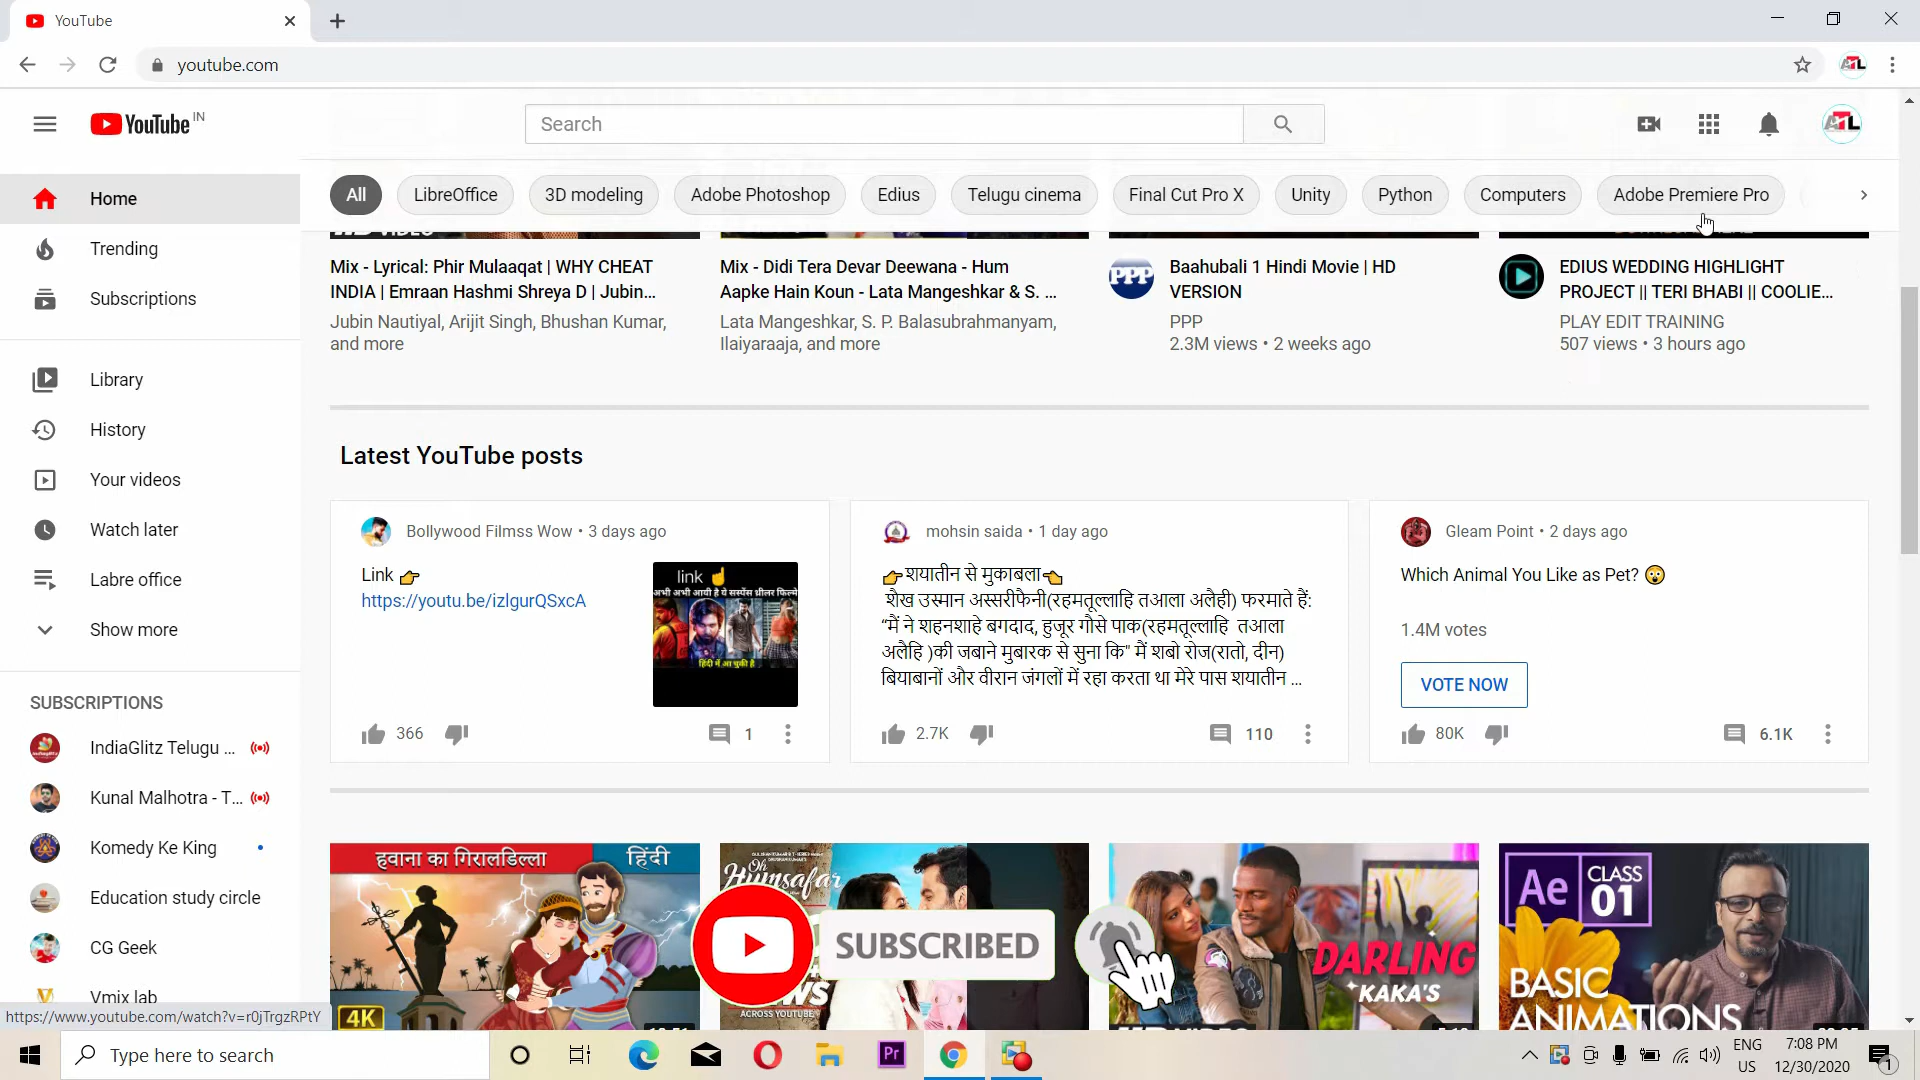 YouTube
youtube.com
YouTube IN
Search
Home
Trending
Subscriptions
Library
History
Your videos
Watch later
Labre office
Show more
SUBSCRIPTIONS
IndiaGlitz Telugu ...
Kunal Malhotra - T...
Komedy Ke King
Education study circle
CG Geek
Vmix lab
https://www.youtube.com/watch?v=r0jTrgzRPtY
All
LibreOffice
3D modeling
Adobe Photoshop
Edius
Telugu cinema
Final Cut Pro X
Unity
Python
Computers
Adobe Premiere Pro
Mix - Lyrical: Phir Mulaaqat | WHY CHEAT
INDIA | Emraan Hashmi Shreya D | Jubin...
Jubin Nautiyal, Arijit Singh, Bhushan Kumar,
and more
Mix - Didi Tera Devar Deewana - Hum
Aapke Hain Koun - Lata Mangeshkar & S. ...
Lata Mangeshkar, S. P. Balasubrahmanyam,
Ilaiyaraaja, and more
PPP
Baahubali 1 Hindi Movie | HD
VERSION
PPP
2.3M views • 2 weeks ago
EDIUS WEDDING HIGHLIGHT
PROJECT || TERI BHABI || COOLIE...
PLAY EDIT TRAINING
507 views • 3 hours ago
Latest YouTube posts
Bollywood Filmss Wow • 3 days ago
Link 👉
https://youtu.be/izlgurQSxcA
link
अभी अभी आयी है ये सस्पेंस थ्रीलर फिल्मे
हिंदी में आ चुकी है
366
1
mohsin saida • 1 day ago
👉शयातीन से मुकाबला👈
शैख उस्मान अस्सरीफैनी(रहमतूल्लाहि तआला अलैही) फरमाते हैं:
“मैं ने शहनशाहे बगदाद, हुजूर गौसे पाक(रहमतूल्लाहि तआला
अलैहि )की जबाने मुबारक से सुना कि" मैं शबो रोज(रातो, दीन)
बियाबानों और वीरान जंगलों में रहा करता था मेरे पास शयातीन ...
2.7K
110
Gleam Point • 2 days ago
Which Animal You Like as Pet? 😲
1.4M votes
VOTE NOW
80K
6.1K
हवाना का गिरालडिल्ला
हिंदी
4K
Oh
Humsafar
ACROSS YOUTUBE
SUBSCRIBED
DARLING
KAKA'S
Ae CLASS
01
BASIC
ANIMATIONS
Type here to search
Pr
ENG
US
7:08 PM
12/30/2020
1